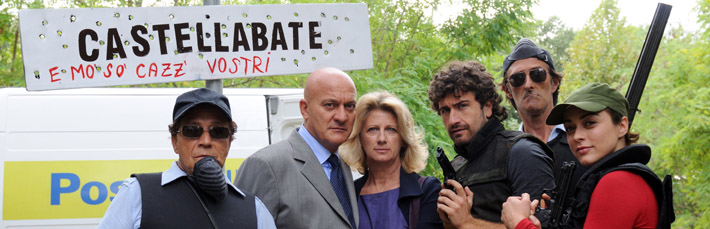 CASTELLABATE
E MO' SO' CAZZ' VOSTRI
Pos